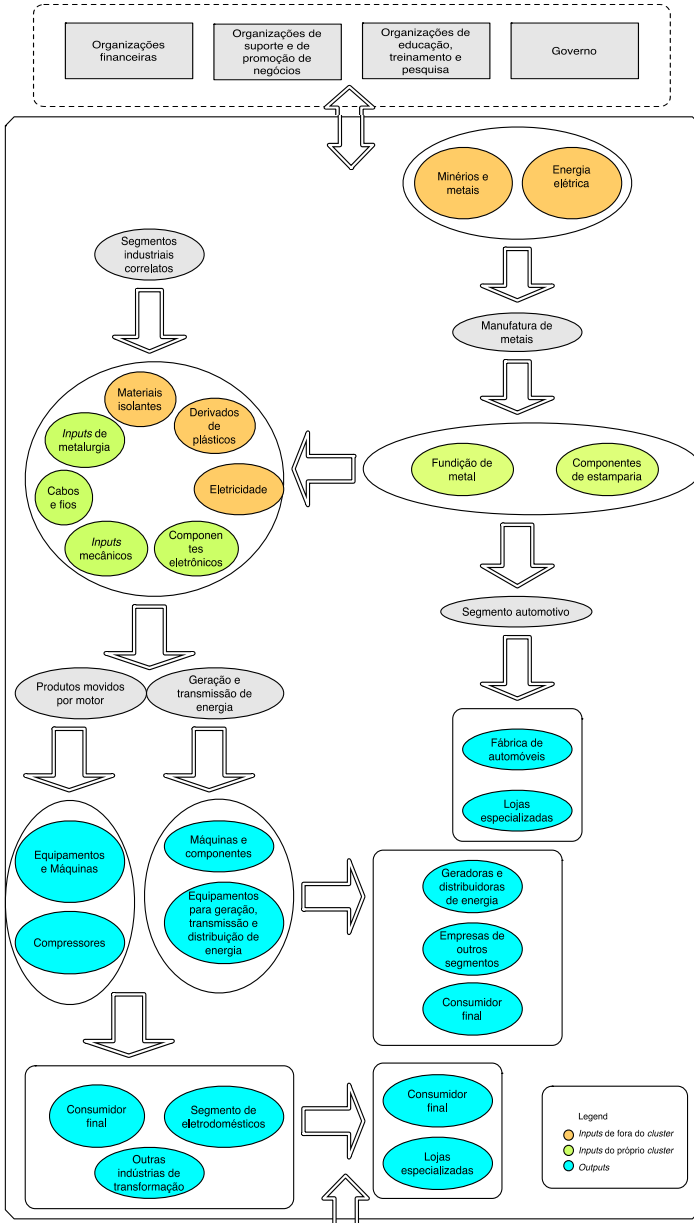 Organizações
financeiras
Organizações de
suporte e de
promoção de
negócios
Organizações de
educação,
treinamento e
pesquisa
Governo
Minérios e
metais
Energia
elétrica
Segmentos
industriais
correlatos
Manufatura de
metais
Materiais
isolantes
Derivados
de
plásticos
Inputs de
metalurgia
Eletricidade
Cabos
e fios
Inputs
mecânicos
Componen
tes
eletrônicos
Fundição de
metal
Componentes
de estamparia
Segmento automotivo
Produtos movidos
por motor
Geração e
transmissão de
energia
Fábrica de
automóveis
Lojas
especializadas
Equipamentos
e Máquinas
Compressores
Máquinas e
componentes
Equipamentos
para geração,
transmissão e
distribuição de
energia
Geradoras e
distribuidoras
de energia
Empresas de
outros
segmentos
Consumidor
final
Consumidor
final
Segmento de
eletrodomésticos
Outras
indústrias de
transformação
Consumidor
final
Lojas
especializadas
Legend
Inputs de fora do cluster
Inputs do próprio cluster
Outputs